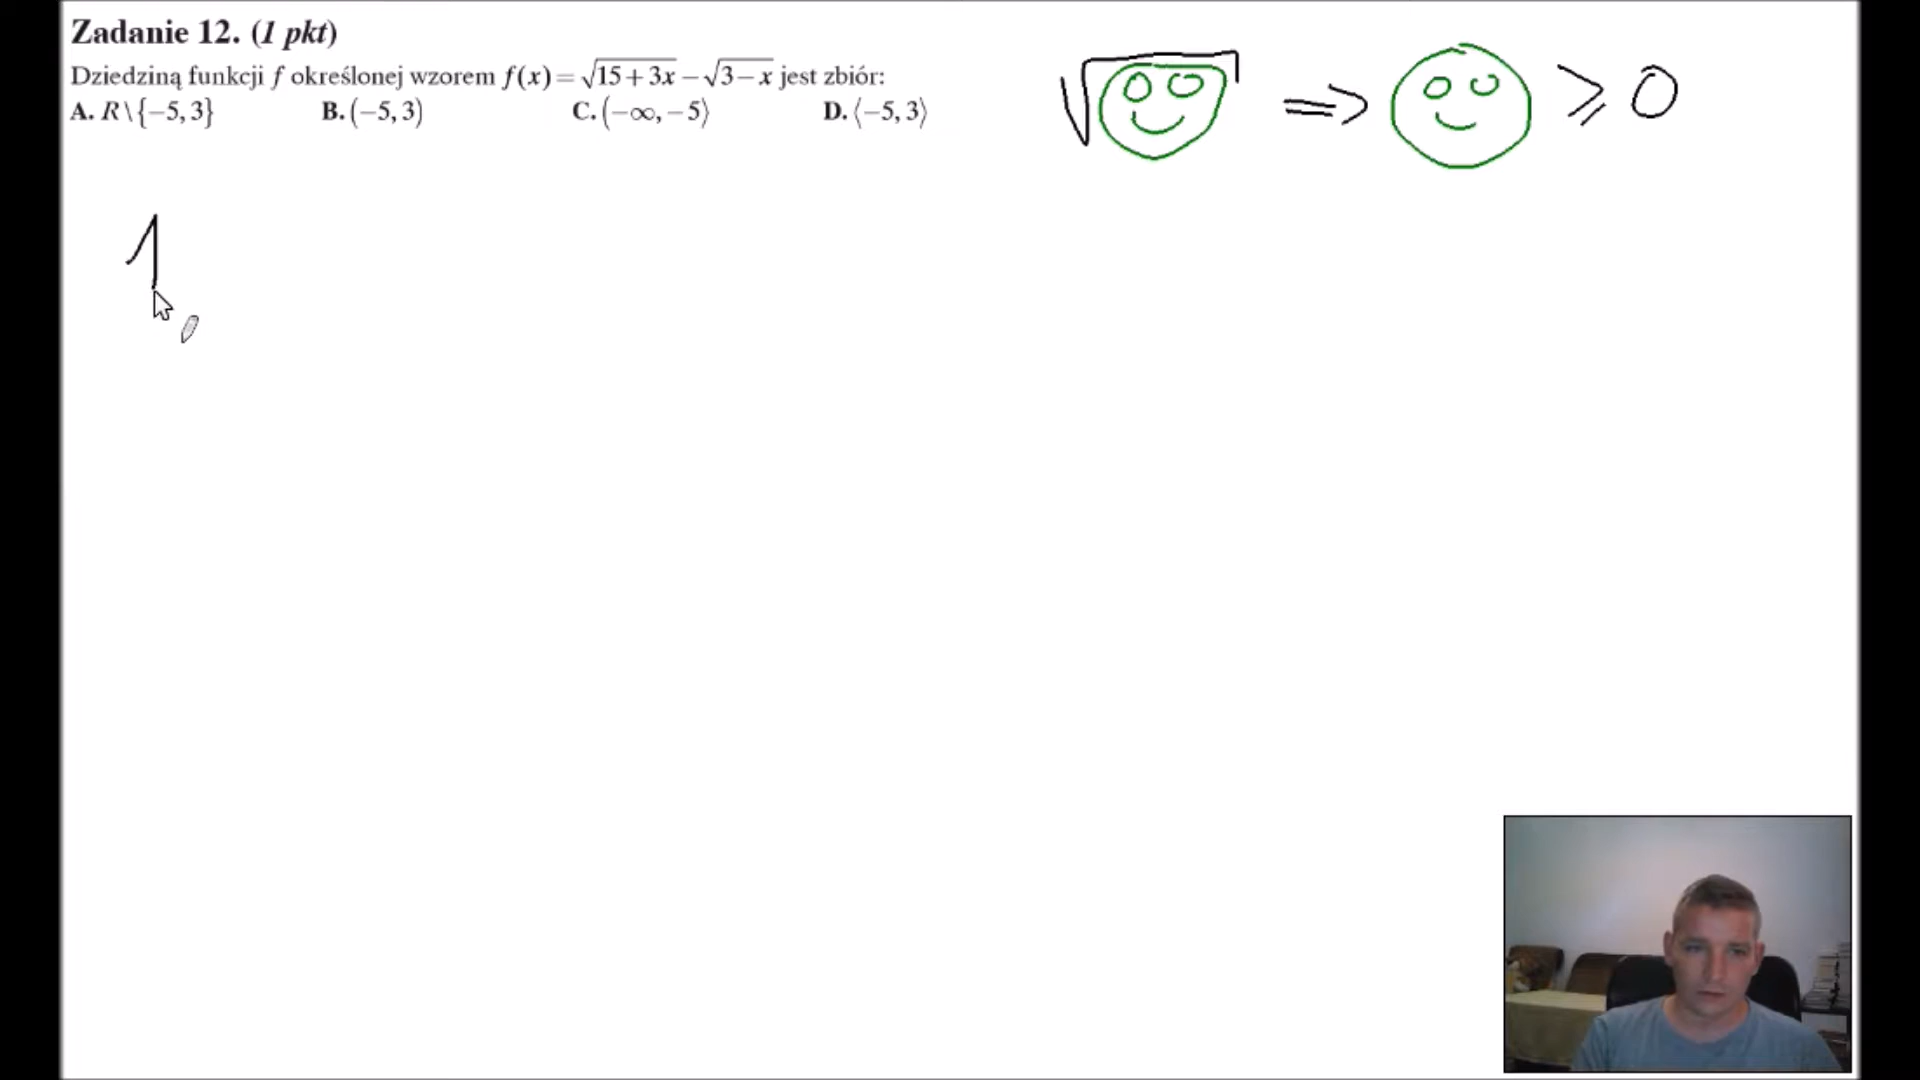 Zadanie 12. (1 pkt)
Dziedziną funkcji f określonej wzorem f(x)=√15+3x−√3−x jest zbiór:
A. R\{−5,3} B. (−5,3) C. (−∞,−5⟩ D. ⟨−5,3⟩
√ => ⩾ 0
1